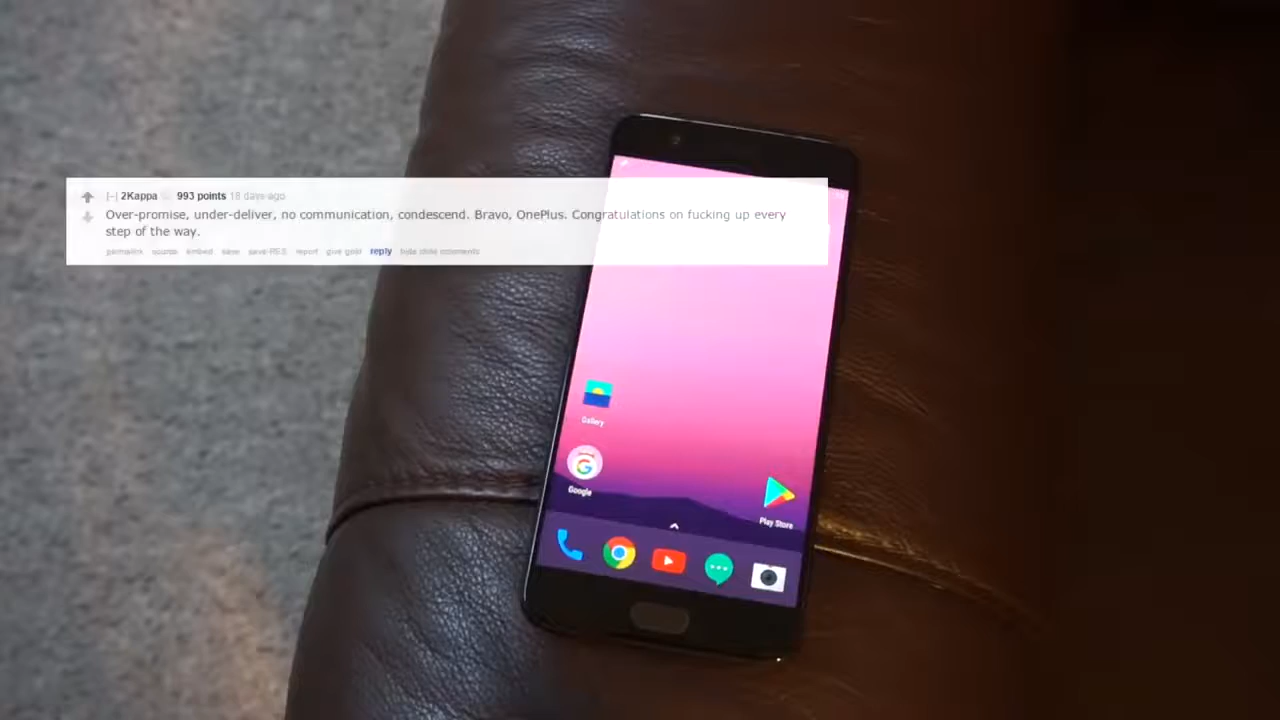 [–] 2Kappa 993 points 18 days ago
Over-promise, under-deliver, no communication, condescend. Bravo, OnePlus. Congratulations on fucking up every
step of the way.
permalink source embed save save-RES report give gold reply hide child comments
Gallery
Google
Play Store